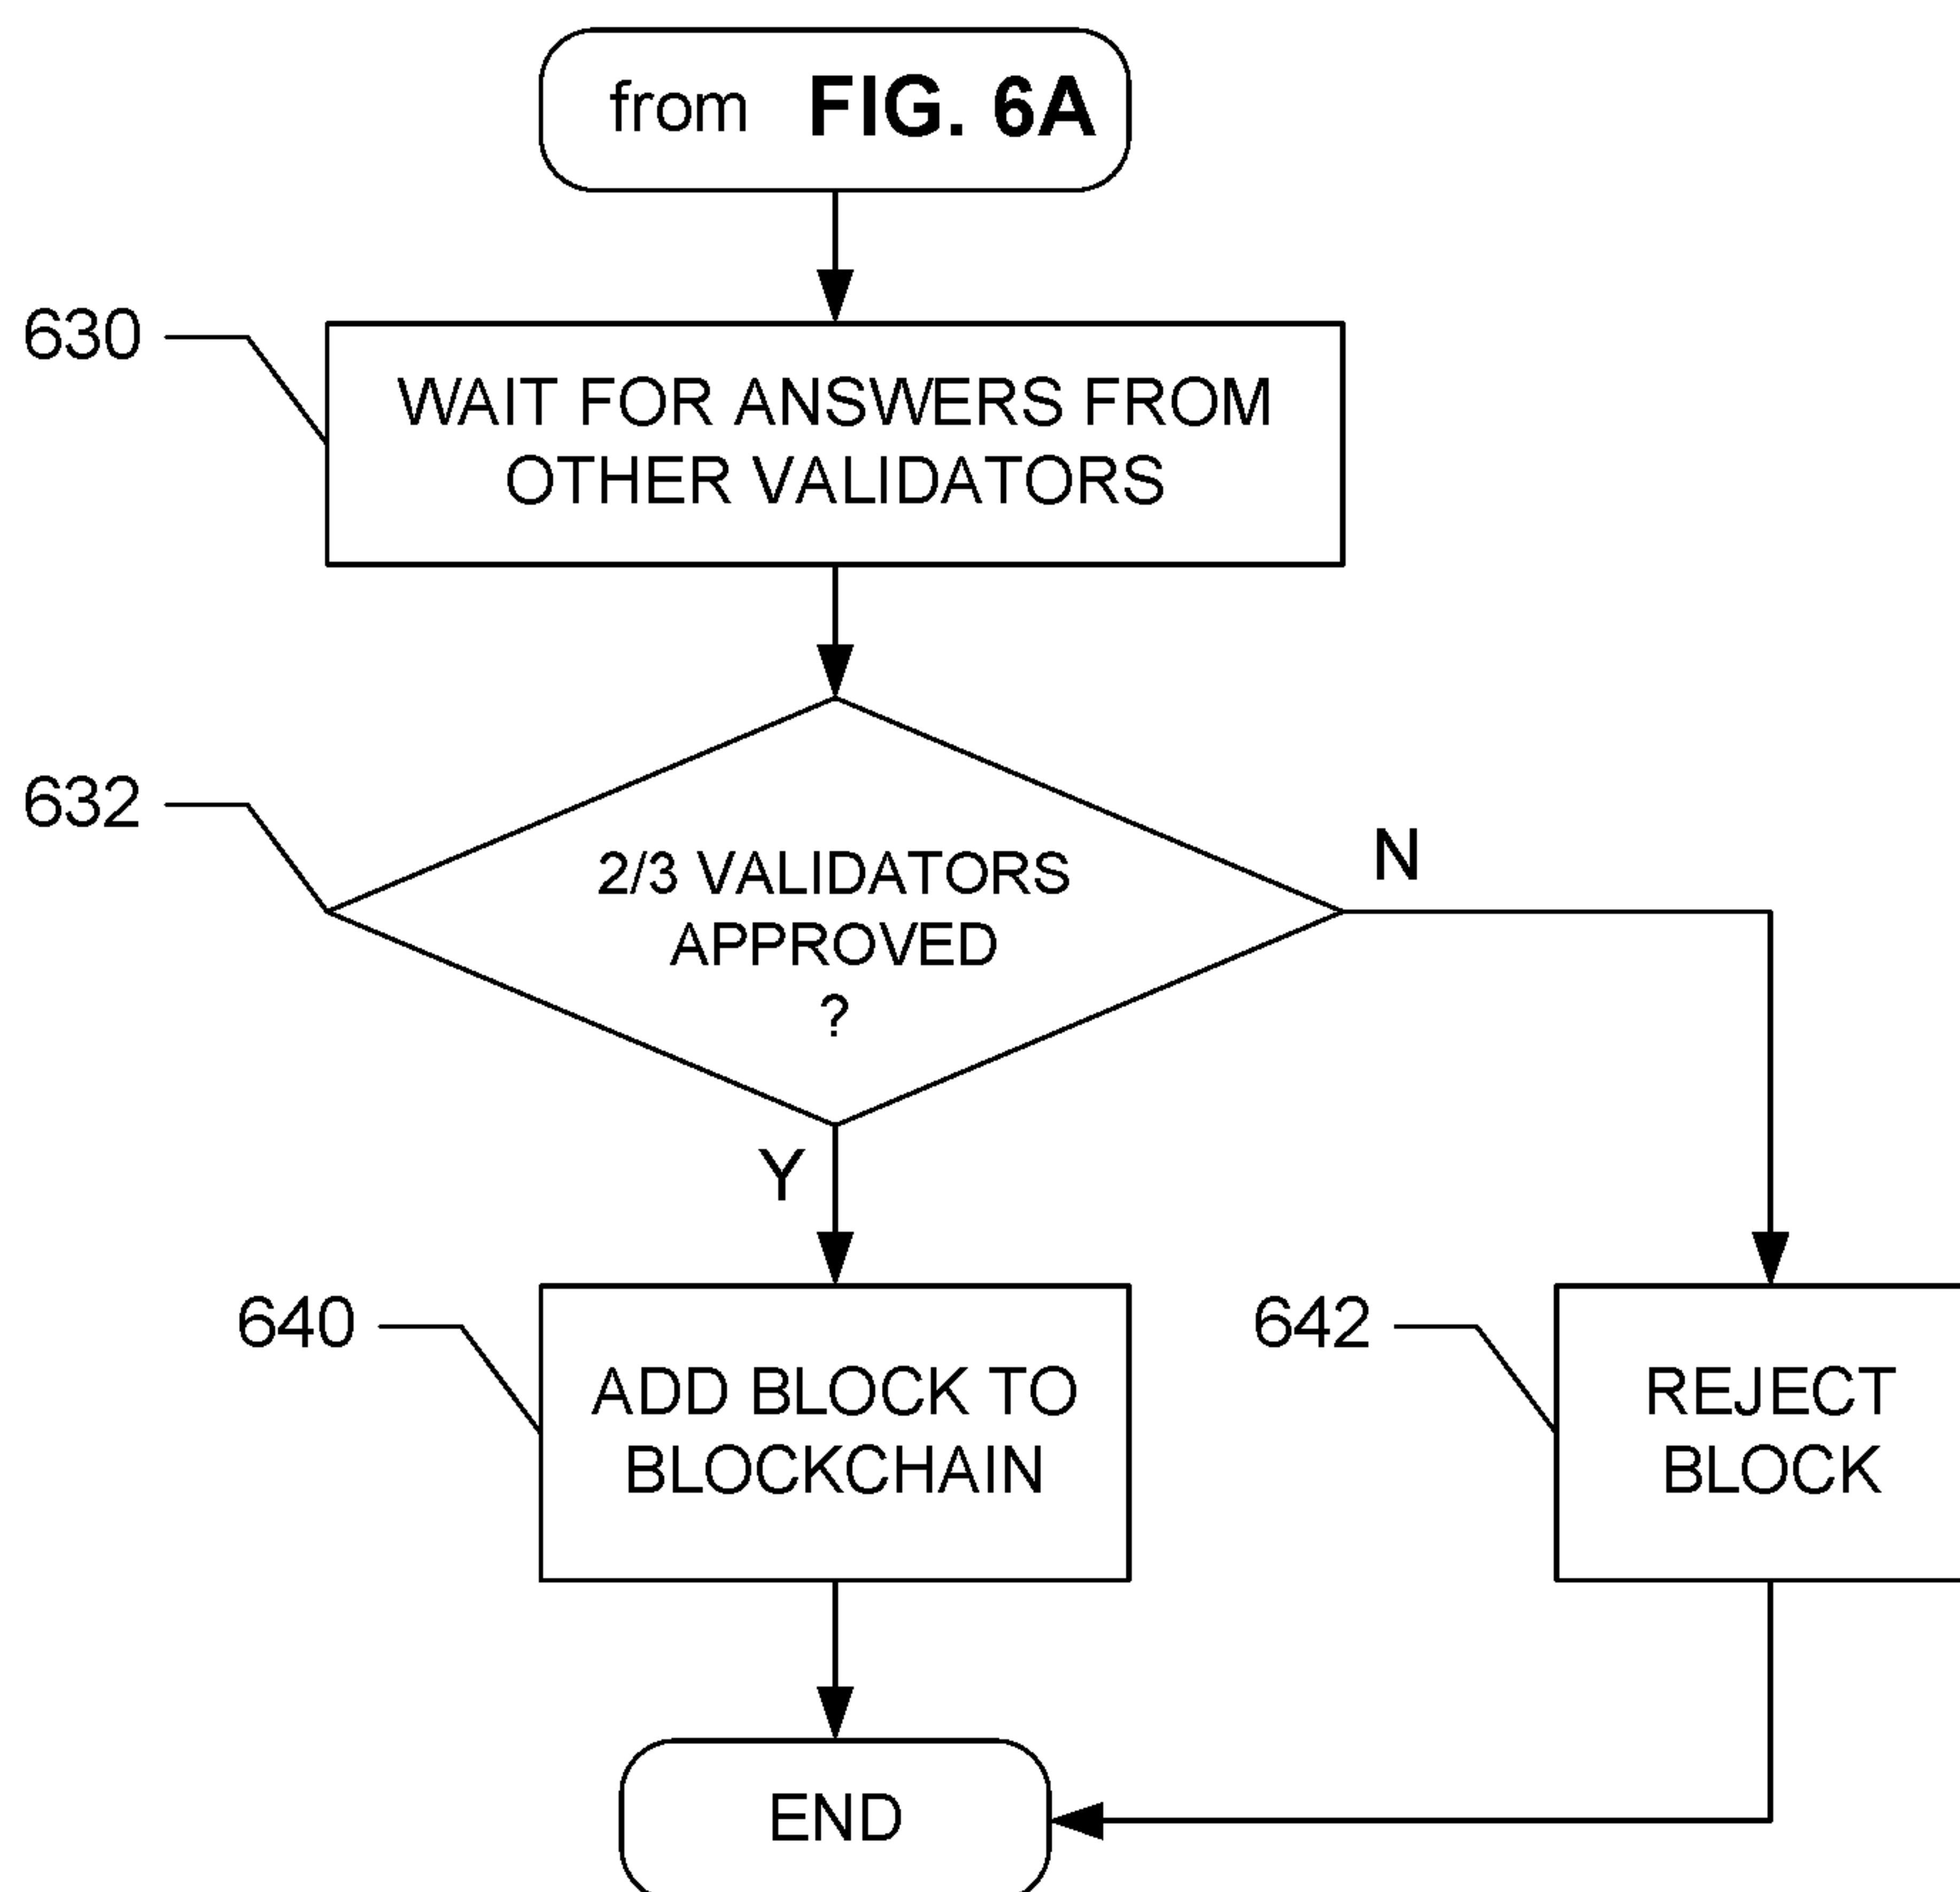 from FIG. 6A
630
WAIT FOR ANSWERS FROM
OTHER VALIDATORS
632
2/3 VALIDATORS
APPROVED
?
N
Y
640
ADD BLOCK TO
BLOCKCHAIN
642
REJECT
BLOCK
END